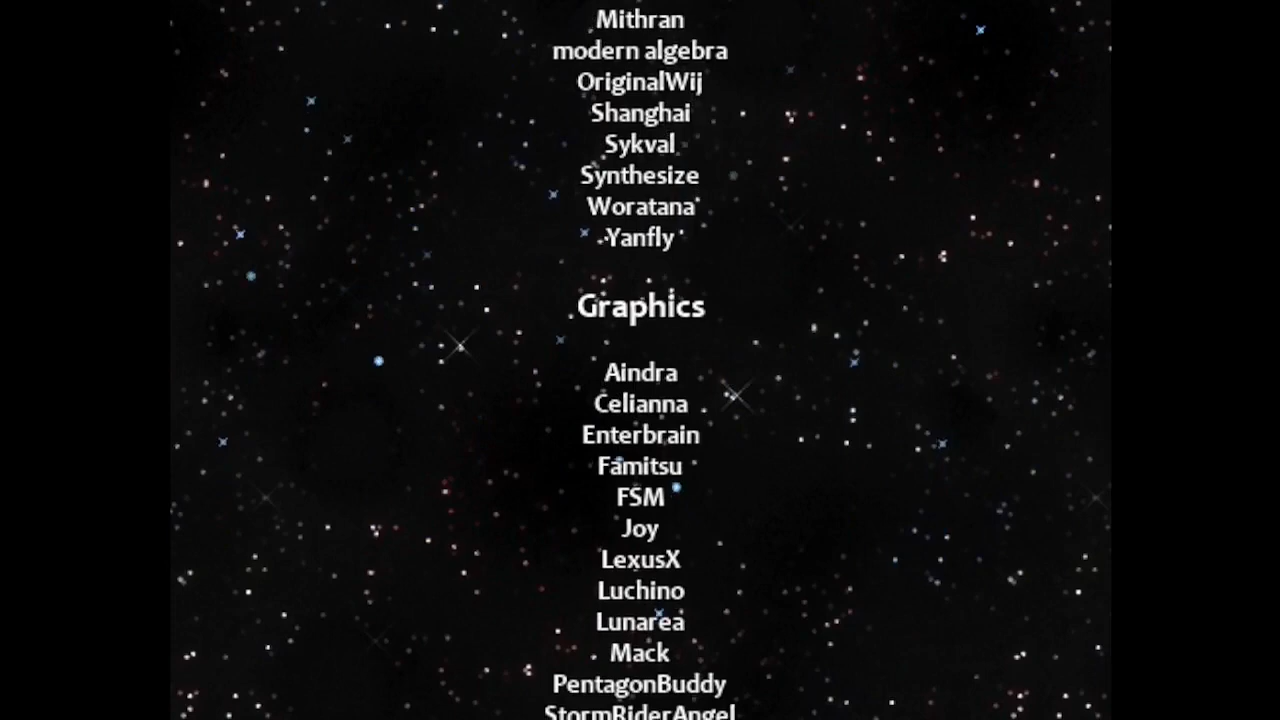 Mithran
modern algebra
OriginalWij
Shanghai
Sykval
Synthesize
Woratana
Yanfly
Graphics
Aindra
Celianna
Enterbrain
Famitsu
FSM
Joy
LexusX
Luchino
Lunarea
Mack
PentagonBuddy
StormRiderAngel